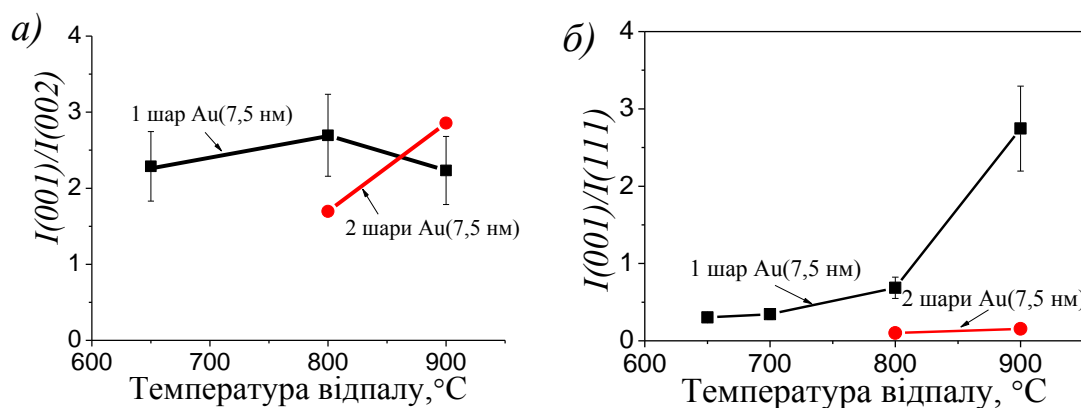 а)
I(001)/I(002)
4
3
2
1
0
1 шар Au(7,5 нм)
2 шари Au(7,5 нм)
600
700
800
900
Температура відпалу,°C
б)
I(001)/I(111)
4
3
2
1
0
1 шар Au(7,5 нм)
2 шари Au(7,5 нм)
600
700
800
900
Температура відпалу, °C